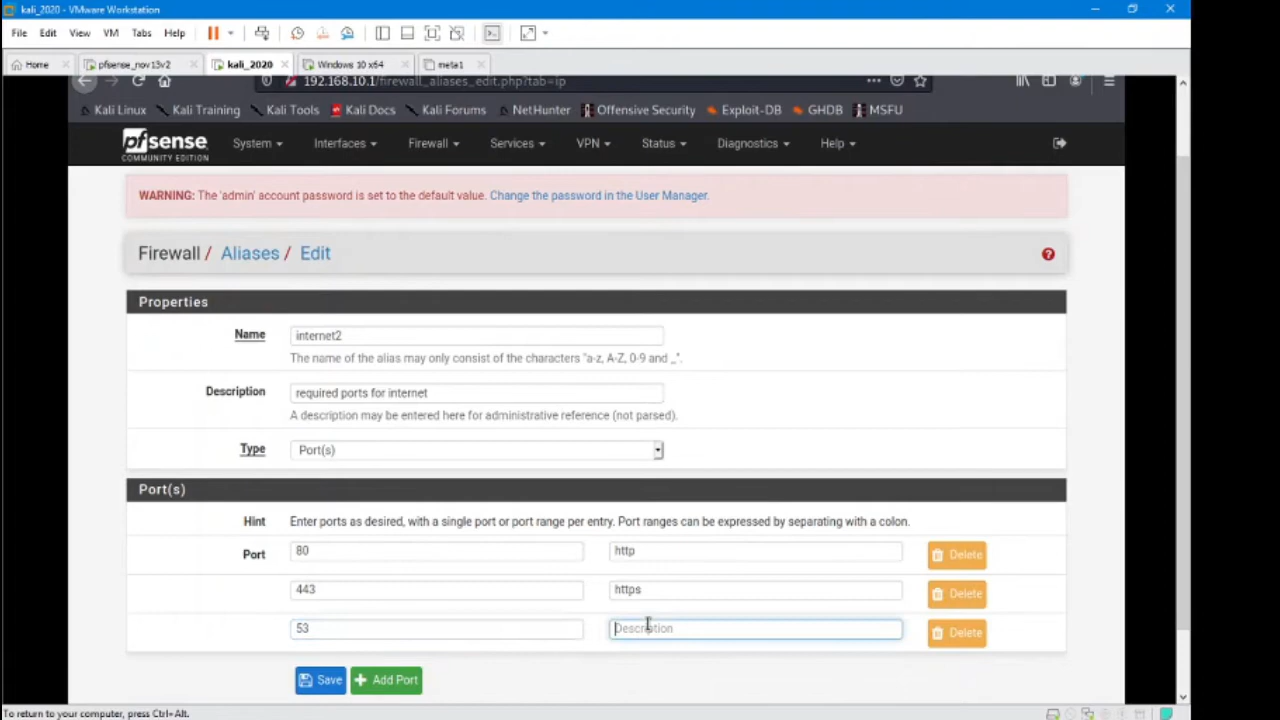 kali_2020 - VMware Workstation
File Edit View VM Tabs Help
Home pfsense_nov13v2 kali_2020 Windows 10 x64 meta1
192.168.10.1/firewall_aliases_edit.php?tab=ip
Kali Linux Kali Training Kali Tools Kali Docs Kali Forums NetHunter Offensive Security Exploit-DB GHDB MSFU
pfsense COMMUNITY EDITION System Interfaces Firewall Services VPN Status Diagnostics Help
WARNING: The 'admin' account password is set to the default value. Change the password in the User Manager.
Firewall / Aliases / Edit
Properties
Name internet2
The name of the alias may only consist of the characters "a-z, A-Z, 0-9 and _".
Description required ports for internet
A description may be entered here for administrative reference (not parsed).
Type Port(s)
Port(s)
Hint Enter ports as desired, with a single port or port range per entry. Port ranges can be expressed by separating with a colon.
Port 80 http Delete
443 https Delete
53 Description Delete
Save Add Port
To return to your computer, press Ctrl+Alt.